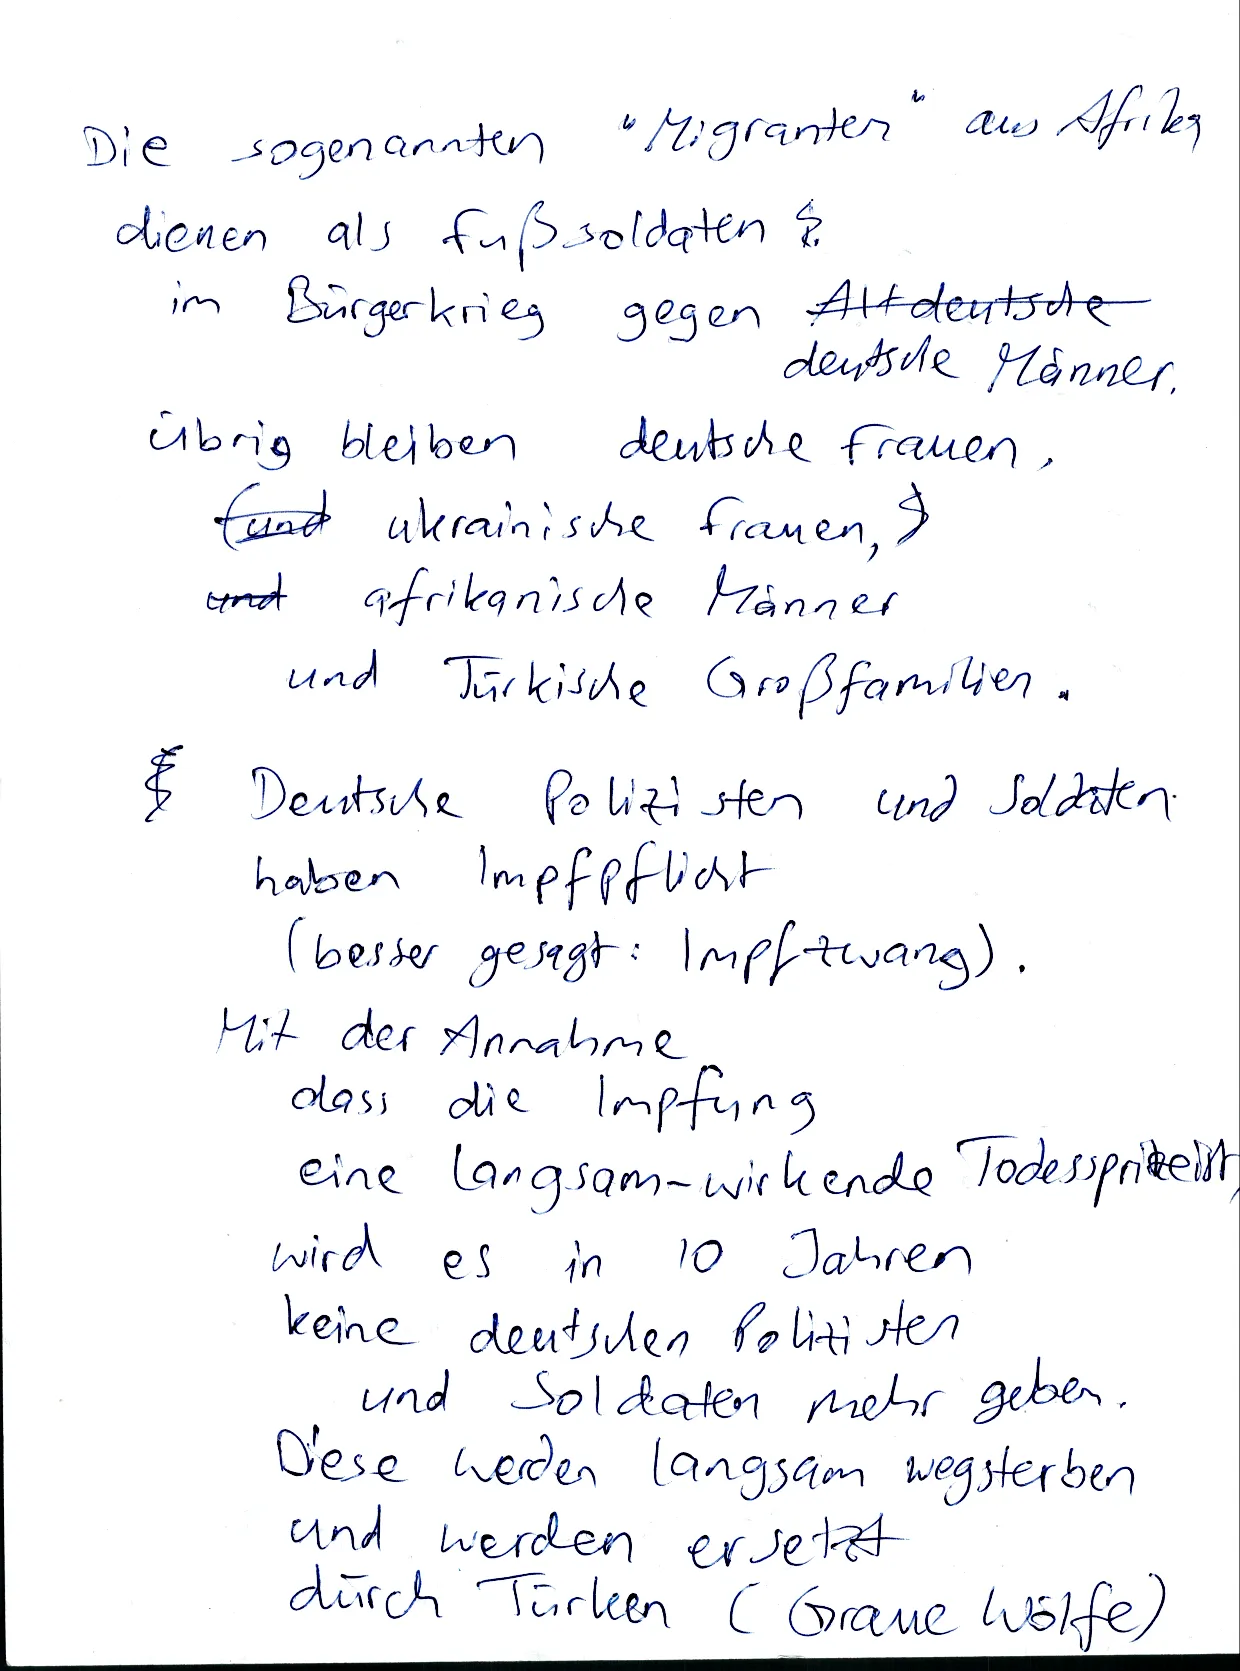 Die sogenannten "Migranten" aus Afrika
dienen als Fußsoldaten
im Bürgerkrieg gegen Altdeutsche
deutsche Männer.
übrig bleiben deutsche Frauen,
(und ukrainische Frauen,)
und afrikanische Männer
und Türkische Großfamilien.
Deutsche Polizisten und Soldaten
haben Impfpflicht
(besser gesagt: Impfzwang).
Mit der Annahme
dass die Impfung
eine langsam-wirkende Todesspritze ist,
wird es in 10 Jahren
keine deutschen Polizisten
und Soldaten mehr geben.
Diese werden langsam wegsterben
und werden ersetzt
durch Türken (Graue Wölfe)